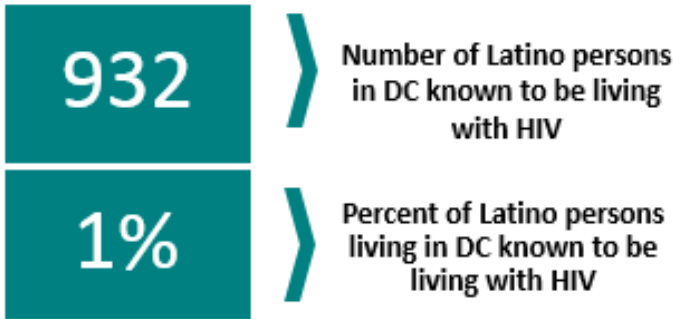 932
Number of Latino persons
in DC known to be living
with HIV
1%
Percent of Latino persons
living in DC known to be
living with HIV